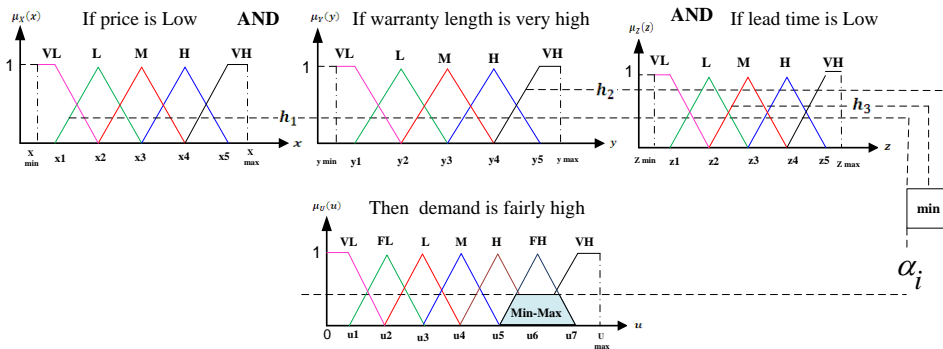 If price is Low AND If warranty length is very high AND If lead time is Low
μX(x) μY(y) μZ(z)
VL L M H VH VL L M H VH VL L M H VH
1 1 1
h1 h2 h3
x min x1 x2 x3 x4 x5 x max x
y min y1 y2 y3 y4 y5 y max y
Z min z1 z2 z3 z4 z5 Z max z
min
αi
Then demand is fairly high
μU(u)
VL FL L M H FH VH
1
Min-Max
0 u1 u2 u3 u4 u5 u6 u7 U max u